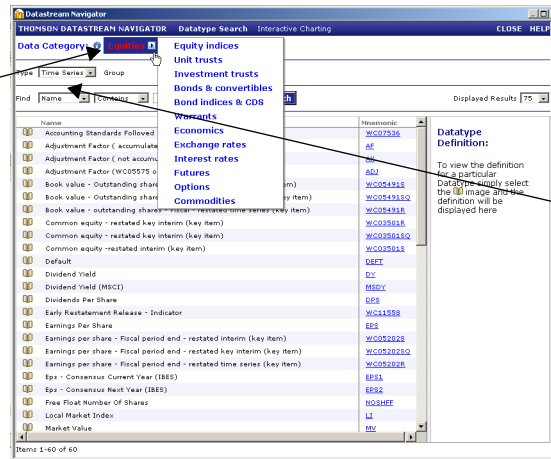 Datastream Navigator
THOMSON DATASTREAM NAVIGATOR Datatype Search Interactive Charting CLOSE HELP
Data Category: Equities
Equity indices
Unit trusts
Investment trusts
Bonds & convertibles
Bond indices & CDS
Warrants
Economics
Exchange rates
Interest rates
Futures
Options
Commodities
Type Time Series Group
Find Name Contains Displayed Results 75
Name Mnemonic
Accounting Standards Followed WC07536
Adjustment Factor ( accumulate AF
Adjustment Factor ( not accumu AX
Adjustment Factor (WC05575 o ADJ
Book value - Outstanding share m) WC05491S
Book value - Outstanding share ey item) WC05491SQ
Book value - outstanding shares - Fiscal - restated time series (key item) WC05491R
Common equity - restated key interim (key item) WC03501R
Common equity - restated key interim (key item) WC03501SQ
Common equity -restated interim (key item) WC03501S
Default DEFT
Dividend Yield DY
Dividend Yield (MSCI) MSDY
Dividends Per Share DPS
Early Restatement Release - Indicator WC11558
Earnings Per Share EPS
Earnings per share - Fiscal period end - restated interim (key item) WC05202S
Earnings per share - Fiscal period end - restated key interim (key item) WC05202SQ
Earnings per share - Fiscal period end - restated time series (key item) WC05202R
Eps - Consensus Current Year (IBES) EPS1
Eps - Consensus Next Year (IBES) EPS2
Free Float Number Of Shares NOSHFF
Local Market Index LI
Market Value MV
Datatype
Definition:
To view the definition
for a particular
Datatype simply select
the image and the
definition will be
displayed here
Items 1-60 of 60